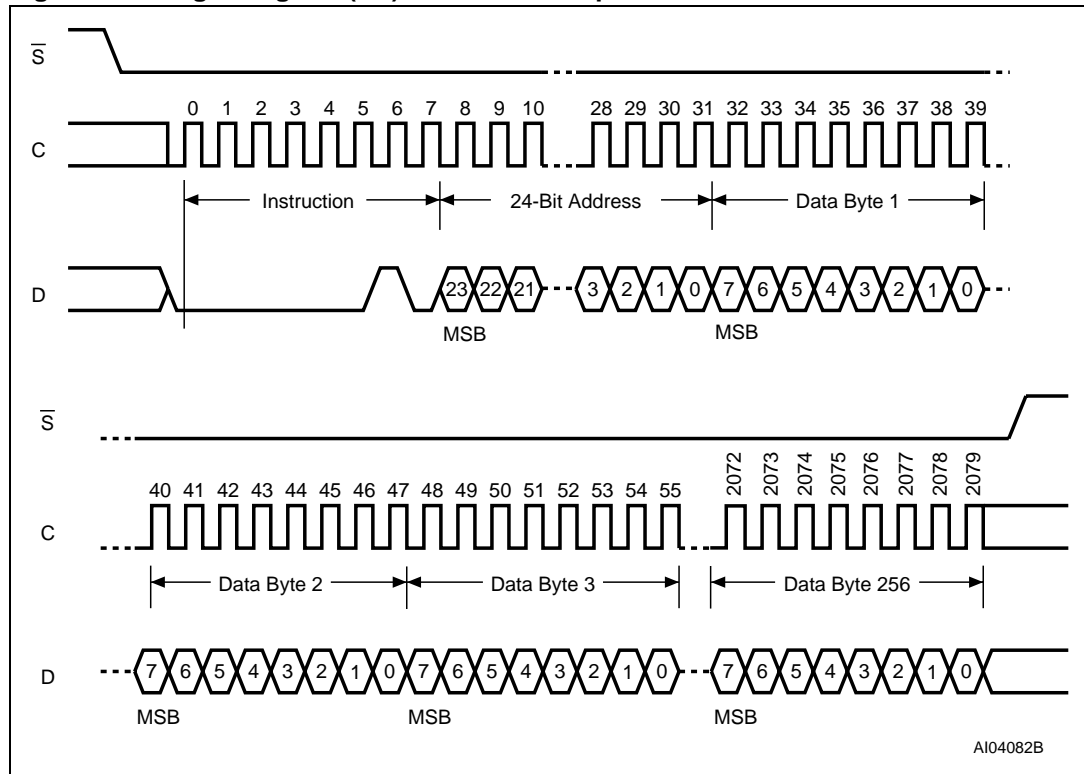 S
0 1 2 3 4 5 6 7 8 9 10 28 29 30 31 32 33 34 35 36 37 38 39
C
Instruction 24-Bit Address Data Byte 1
D 23 22 21 3 2 1 0 7 6 5 4 3 2 1 0
MSB MSB
S
40 41 42 43 44 45 46 47 48 49 50 51 52 53 54 55 2072 2073 2074 2075 2076 2077 2078 2079
C
Data Byte 2 Data Byte 3 Data Byte 256
D 7 6 5 4 3 2 1 0 7 6 5 4 3 2 1 0 7 6 5 4 3 2 1 0
MSB MSB MSB
AI04082B